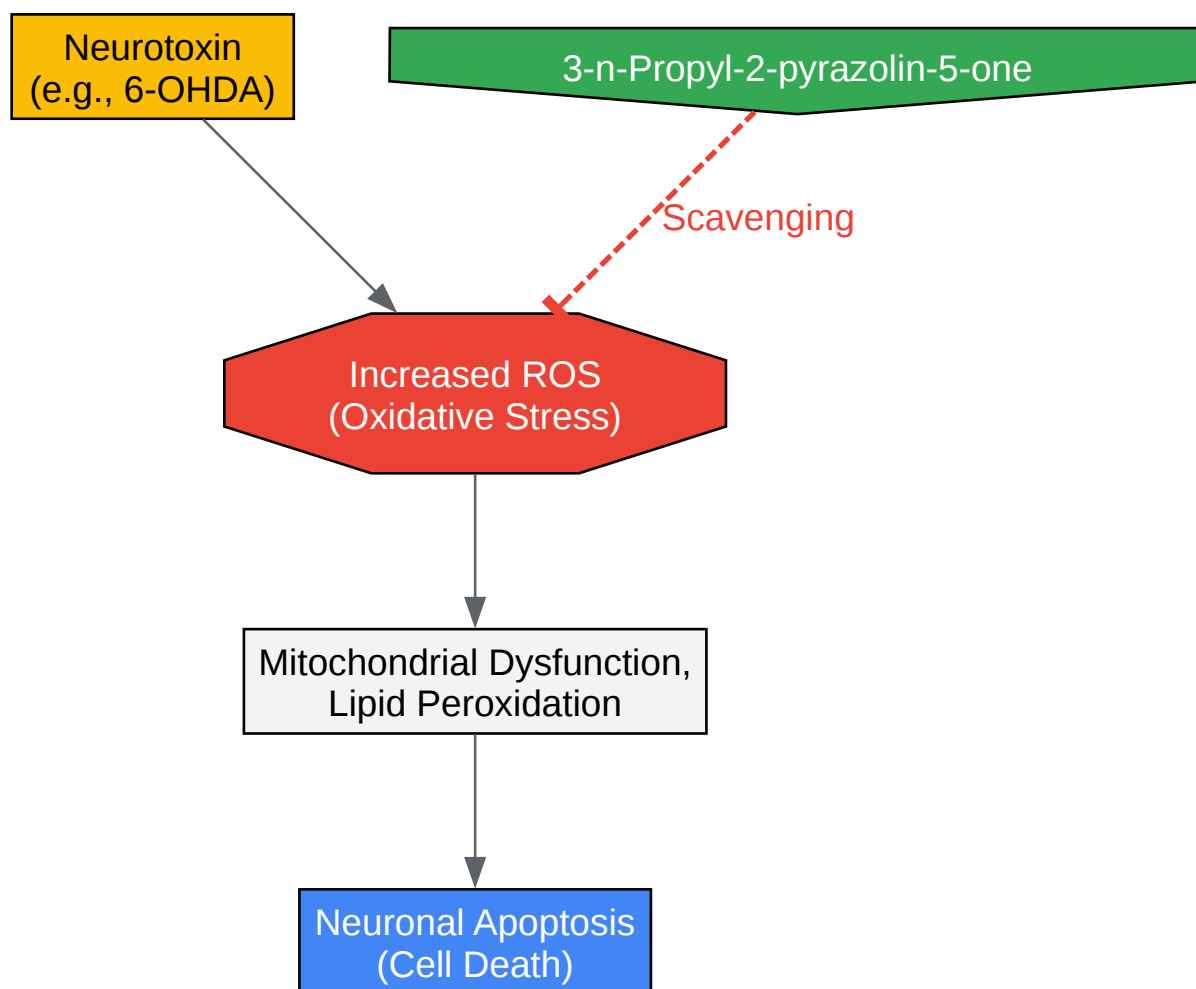 Neurotoxin
(e.g., 6-OHDA)
3-n-Propyl-2-pyrazolin-5-one
Scavenging
Increased ROS
(Oxidative Stress)
Mitochondrial Dysfunction,
Lipid Peroxidation
Neuronal Apoptosis
(Cell Death)